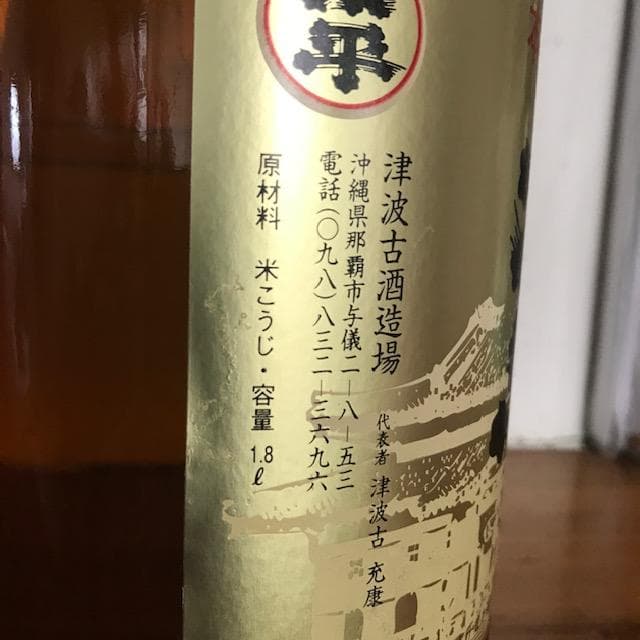 平
津波古酒造場
代表者 津波古 充康
沖縄県那覇市与儀二ー八ー五三
電話(〇九八)八三二ー三六九六
原材料 米こうじ・容量 1.8ℓ